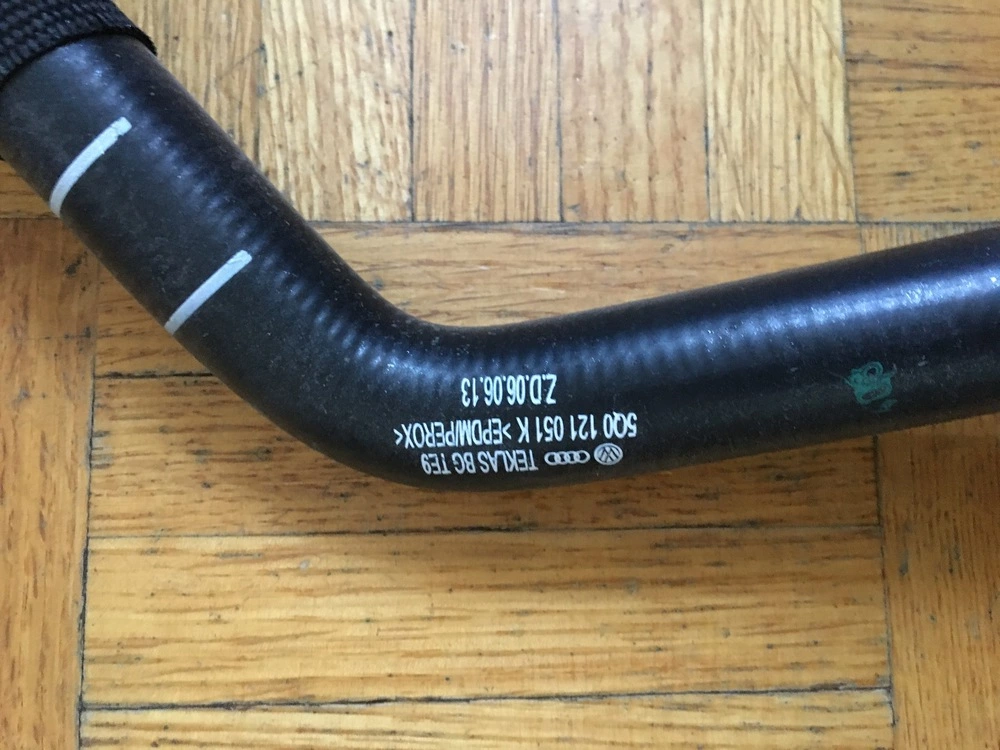 TEKLAS BG TE9
5Q0 121 051 K >EPDM/PEROX<
Z.D.06.06.13